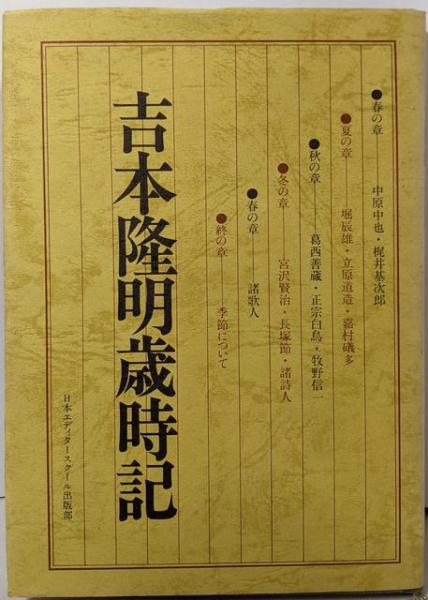 ●春の章 中原中也・梶井基次郎
●夏の章 堀辰雄・立原道造・嘉村礒多
●秋の章 葛西善蔵・正宗白鳥・牧野信一
●冬の章 宮沢賢治・長塚節・諸詩人
●春の章 諸歌人
●終の章 季節について
吉本隆明歳時記
日本エディタースクール出版部